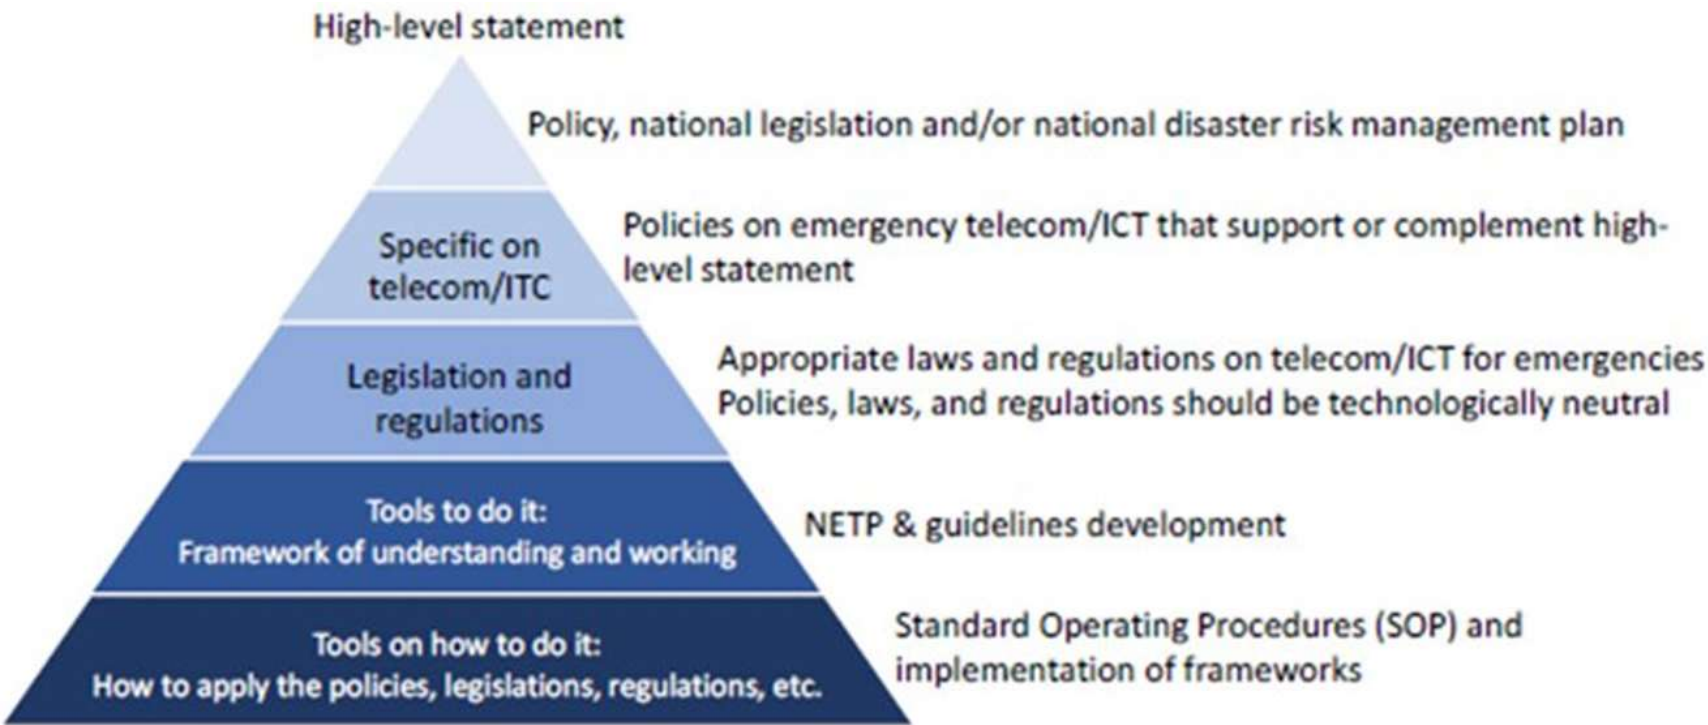 High-level statement
Policy, national legislation and/or national disaster risk management plan
Specific on
telecom/ITC
Policies on emergency telecom/ICT that support or complement high-
level statement
Legislation and
regulations
Appropriate laws and regulations on telecom/ICT for emergencies
Policies, laws, and regulations should be technologically neutral
Tools to do it:
Framework of understanding and working
NETP & guidelines development
Tools on how to do it:
How to apply the policies, legislations, regulations, etc.
Standard Operating Procedures (SOP) and
implementation of frameworks